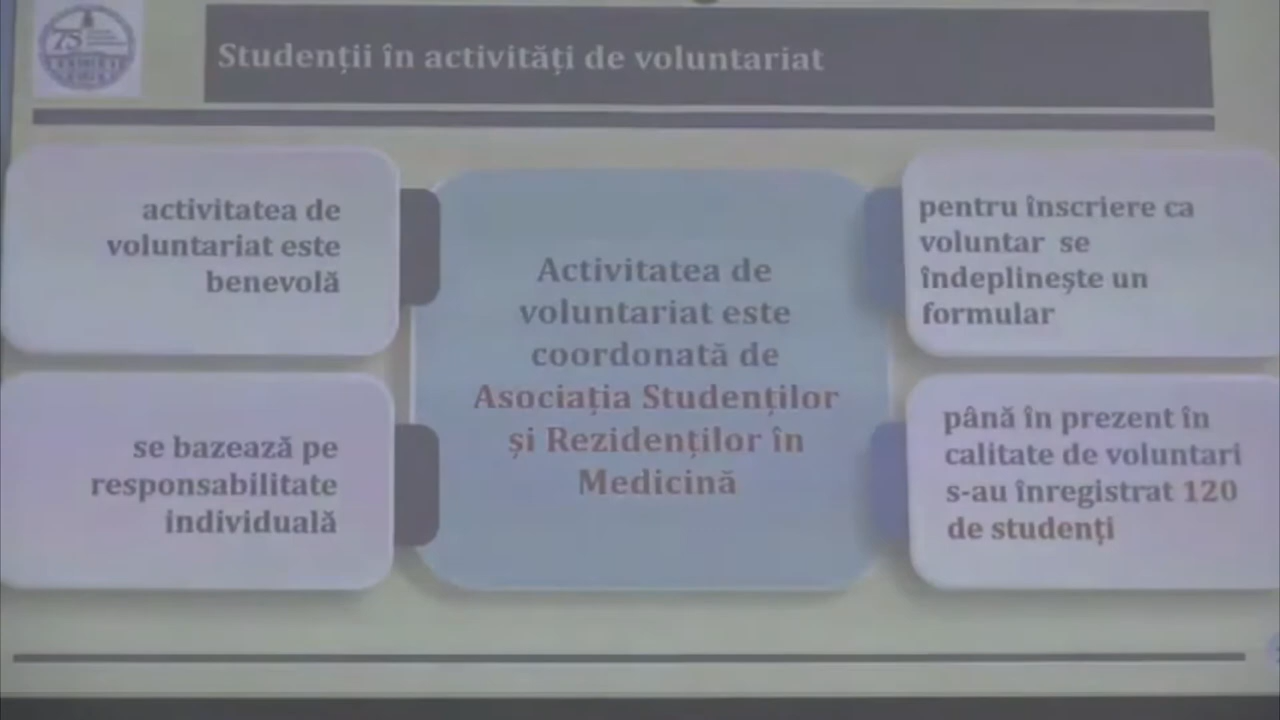 75
Studenții în activități de voluntariat
activitatea de
voluntariat este
benevolă
se bazează pe
responsabilitate
individuală
Activitatea de
voluntariat este
coordonată de
Asociația Studenților
și Rezidenților în
Medicină
pentru înscriere ca
voluntar se
îndeplinește un
formular
până în prezent în
calitate de voluntari
s-au înregistrat 120
de studenți